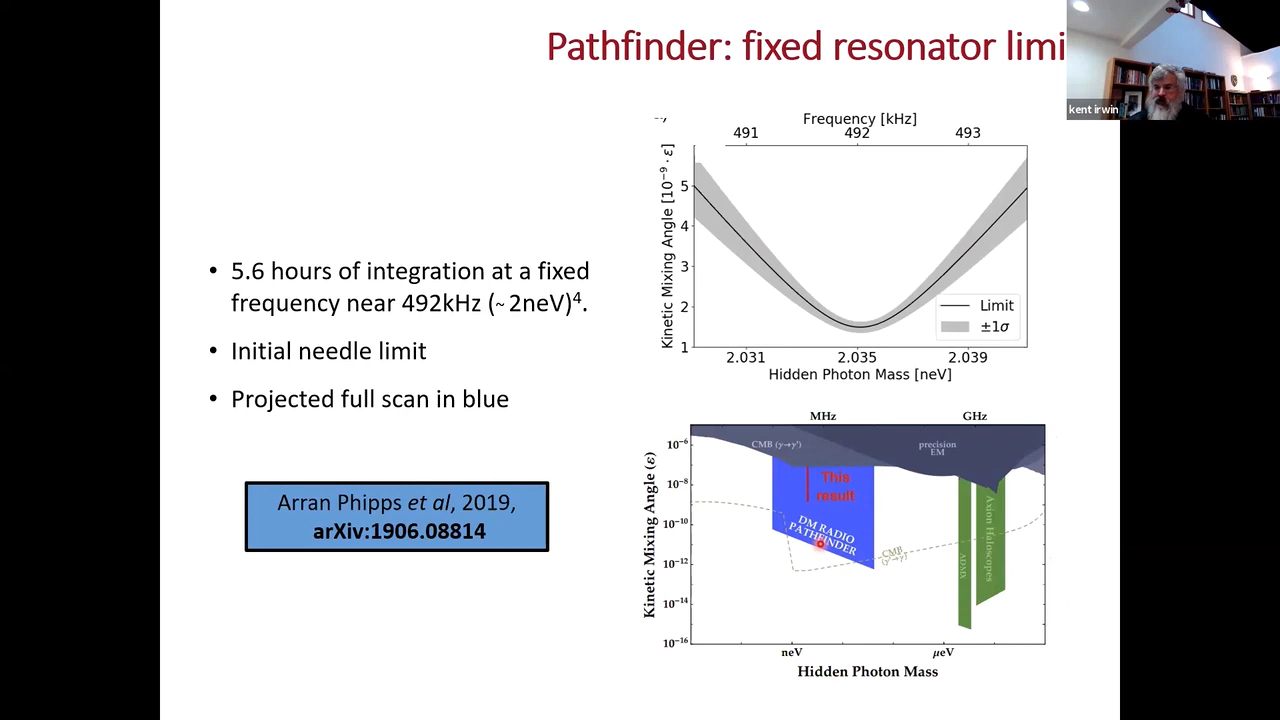 Pathfinder: fixed resonator limi
kent irwin
• 5.6 hours of integration at a fixed
frequency near 492kHz (~2neV)⁴.
• Initial needle limit
• Projected full scan in blue
Arran Phipps et al, 2019,
arXiv:1906.08814
Frequency [kHz]
491 492 493
Kinetic Mixing Angle [10⁻⁹ · ε]
5
4
3
2
1
Limit
±1σ
2.031 2.035 2.039
Hidden Photon Mass [neV]
MHz GHz
Kinetic Mixing Angle (ε)
10⁻⁶
10⁻⁸
10⁻¹⁰
10⁻¹²
10⁻¹⁴
10⁻¹⁶
CMB (γ→γ')
precision
EM
This
result
DM RADIO
PATHFINDER
CMB
(γ→γ')
ADMX
Axion Haloscopes
neV μeV
Hidden Photon Mass